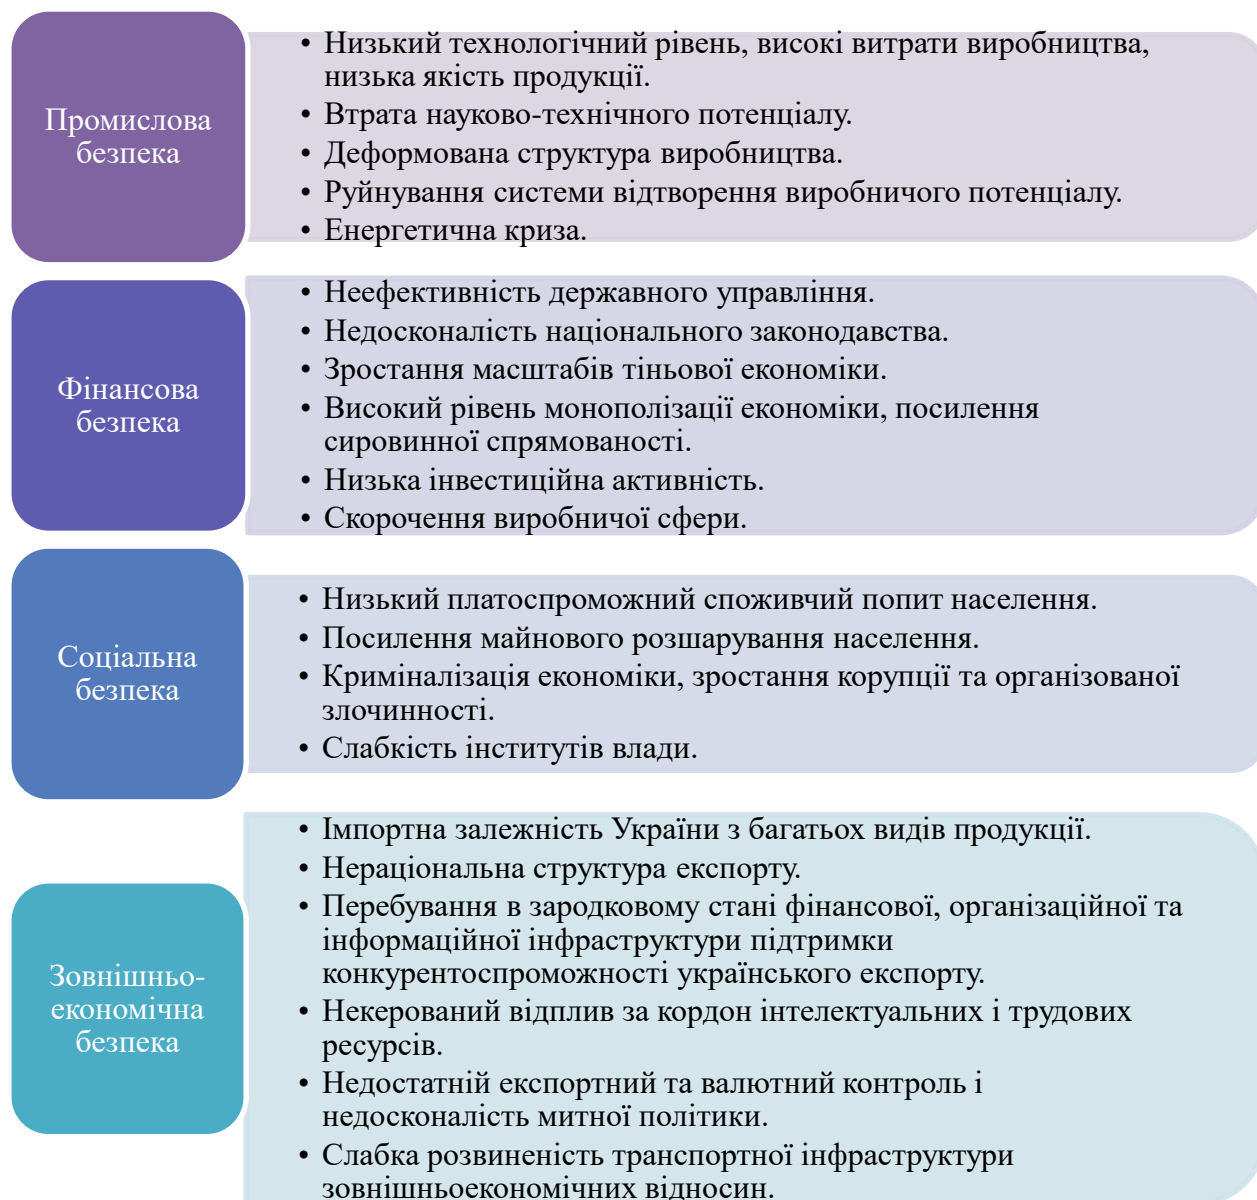 Промислова
безпека
• Низький технологічний рівень, високі витрати виробництва,
низька якість продукції.
• Втрата науково-технічного потенціалу.
• Деформована структура виробництва.
• Руйнування системи відтворення виробничого потенціалу.
• Енергетична криза.
Фінансова
безпека
• Неефективність державного управління.
• Недосконалість національного законодавства.
• Зростання масштабів тіньової економіки.
• Високий рівень монополізації економіки, посилення
сировинної спрямованості.
• Низька інвестиційна активність.
• Скорочення виробничої сфери.
Соціальна
безпека
• Низький платоспроможний споживчий попит населення.
• Посилення майнового розшарування населення.
• Криміналізація економіки, зростання корупції та організованої
злочинності.
• Слабкість інститутів влади.
Зовнішньо-
економічна
безпека
• Імпортна залежність України з багатьох видів продукції.
• Нераціональна структура експорту.
• Перебування в зародковому стані фінансової, організаційної та
інформаційної інфраструктури підтримки
конкурентоспроможності українського експорту.
• Некерований відплив за кордон інтелектуальних і трудових
ресурсів.
• Недостатній експортний та валютний контроль і
недосконалість митної політики.
• Слабка розвиненість транспортної інфраструктури
зовнішньоекономічних відносин.